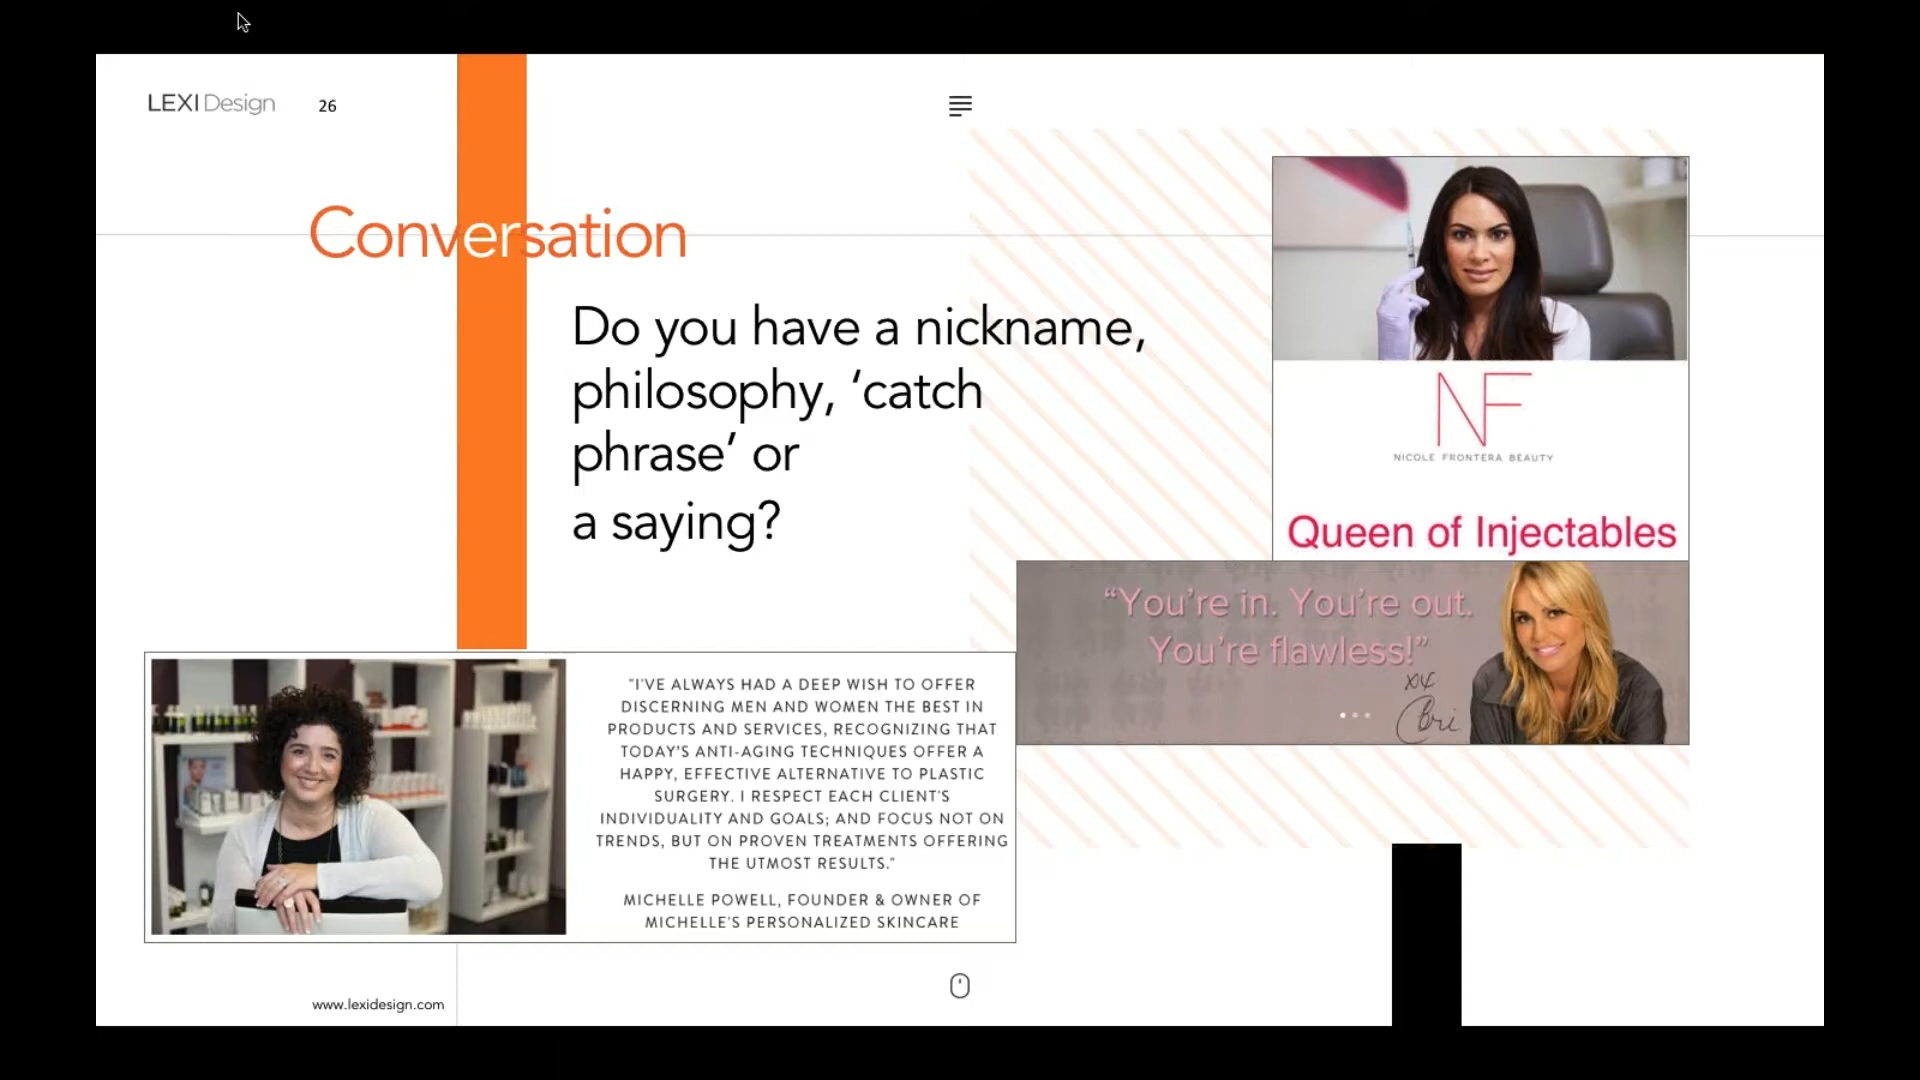 LEXI Design
26
Conversation
Do you have a nickname,
philosophy, ‘catch
phrase’ or
a saying?
NF
NICOLE FRONTERA BEAUTY
Queen of Injectables
“You’re in. You’re out.
You’re flawless!”
Bri
"I'VE ALWAYS HAD A DEEP WISH TO OFFER
DISCERNING MEN AND WOMEN THE BEST IN
PRODUCTS AND SERVICES, RECOGNIZING THAT
TODAY'S ANTI-AGING TECHNIQUES OFFER A
HAPPY, EFFECTIVE ALTERNATIVE TO PLASTIC
SURGERY. I RESPECT EACH CLIENT'S
INDIVIDUALITY AND GOALS; AND FOCUS NOT ON
TRENDS, BUT ON PROVEN TREATMENTS OFFERING
THE UTMOST RESULTS."
MICHELLE POWELL, FOUNDER & OWNER OF
MICHELLE'S PERSONALIZED SKINCARE
www.lexidesign.com